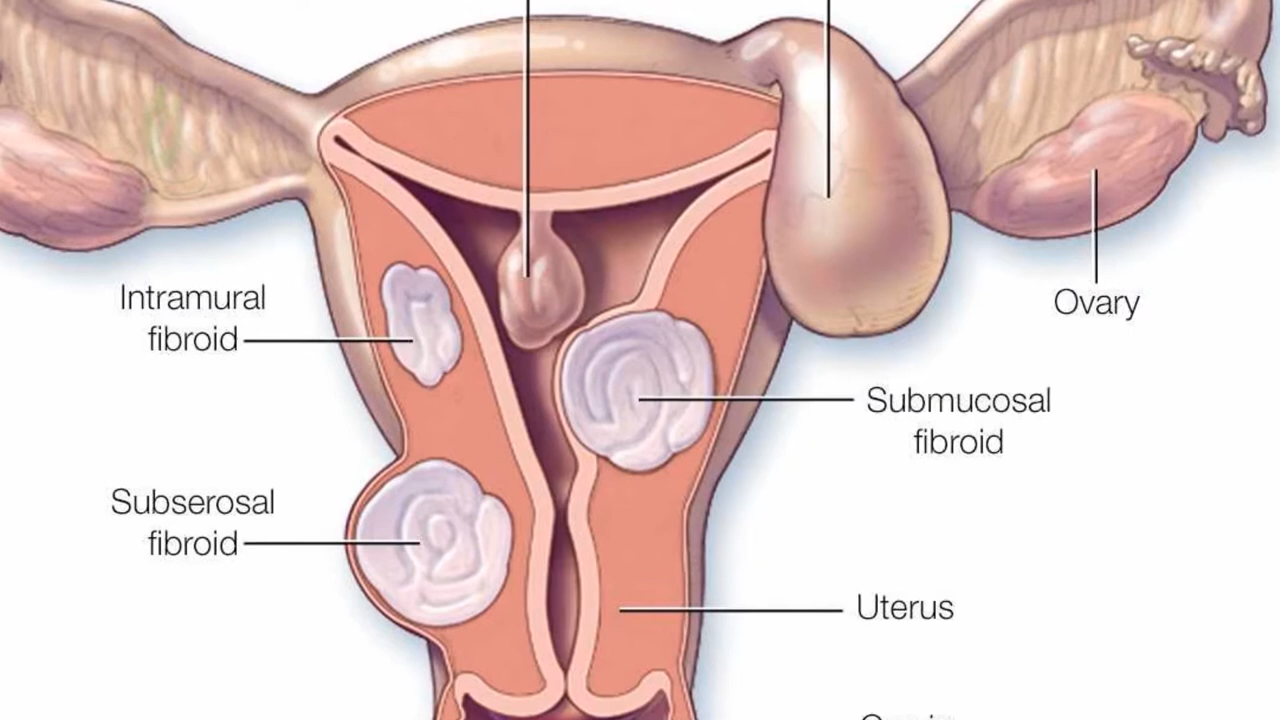 Intramural
fibroid
Ovary
Submucosal
fibroid
Subserosal
fibroid
Uterus